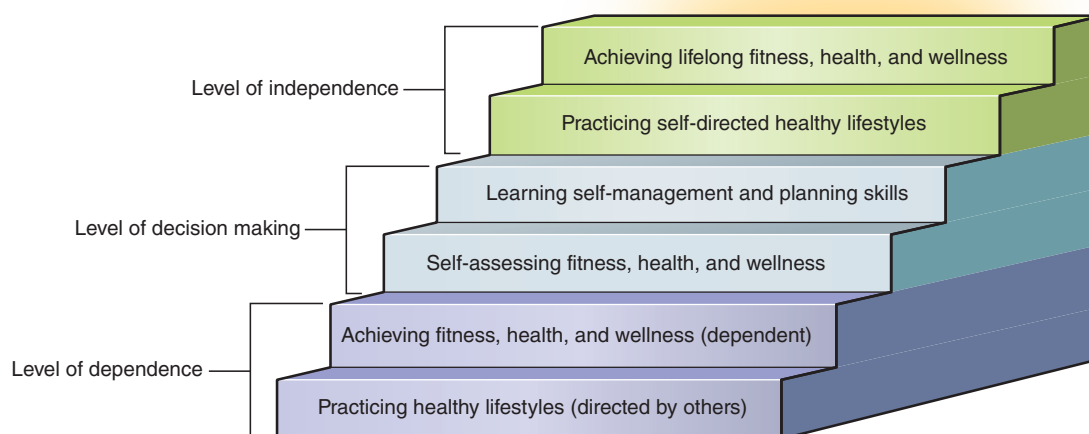 Achieving lifelong fitness, health, and wellness
Level of independence
Practicing self-directed healthy lifestyles
Learning self-management and planning skills
Level of decision making
Self-assessing fitness, health, and wellness
Achieving fitness, health, and wellness (dependent)
Level of dependence
Practicing healthy lifestyles (directed by others)